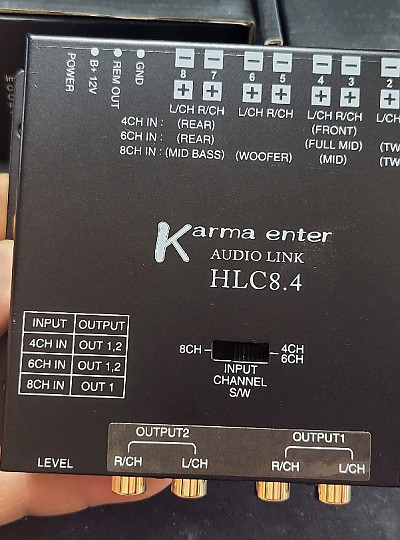 POWER
B+ 12V
REM OUT
GND
8 7 6 5 4 3 2
L/CH R/CH L/CH R/CH L/CH R/CH L/CH
4CH IN : (REAR) (FRONT)
6CH IN : (REAR) (FULL MID) (TW
8CH IN : (MID BASS) (WOOFER) (MID) (TW
Karma enter
AUDIO LINK
HLC8.4
INPUT OUTPUT
4CH IN OUT 1,2
6CH IN OUT 1,2
8CH IN OUT 1
8CH 4CH
6CH
INPUT
CHANNEL
S/W
OUTPUT2 OUTPUT1
LEVEL R/CH L/CH R/CH L/CH